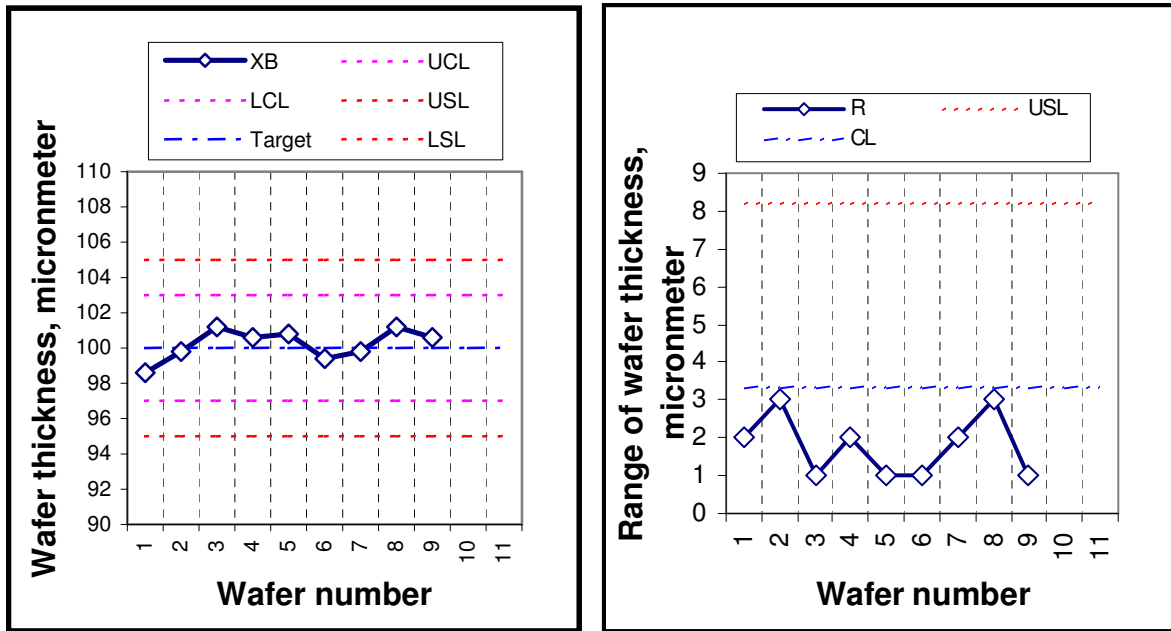 XB UCL
LCL USL
Target LSL
Wafer thickness, micronmeter
110
108
106
104
102
100
98
96
94
92
90
1 2 3 4 5 6 7 8 9 10 11
Wafer number
R USL
CL
Range of wafer thickness,
micronmeter
9
8
7
6
5
4
3
2
1
0
1 2 3 4 5 6 7 8 9 10 11
Wafer number